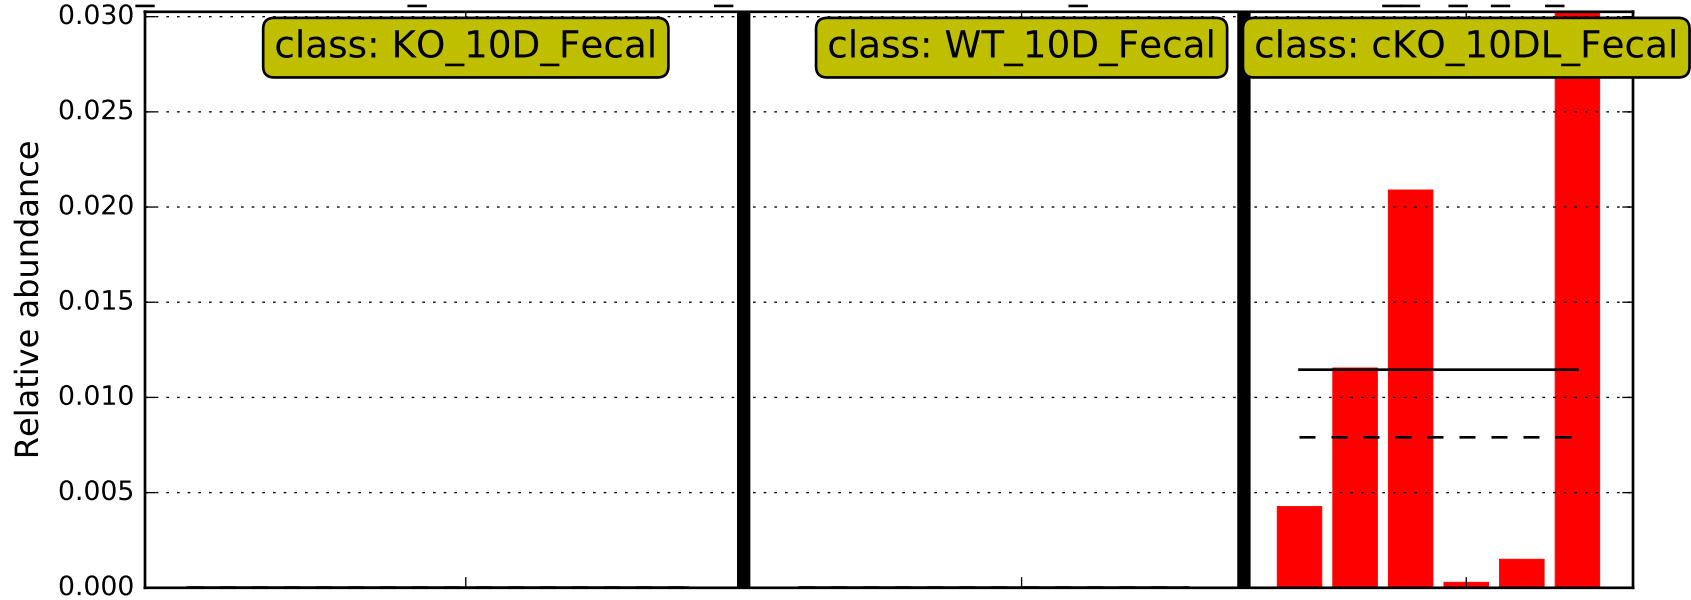 0.030
class: KO_10D_Fecal
class: WT_10D_Fecal
class: cKO_10DL_Fecal
0.025
0.020
0.015
0.010
0.005
0.000
Relative abundance